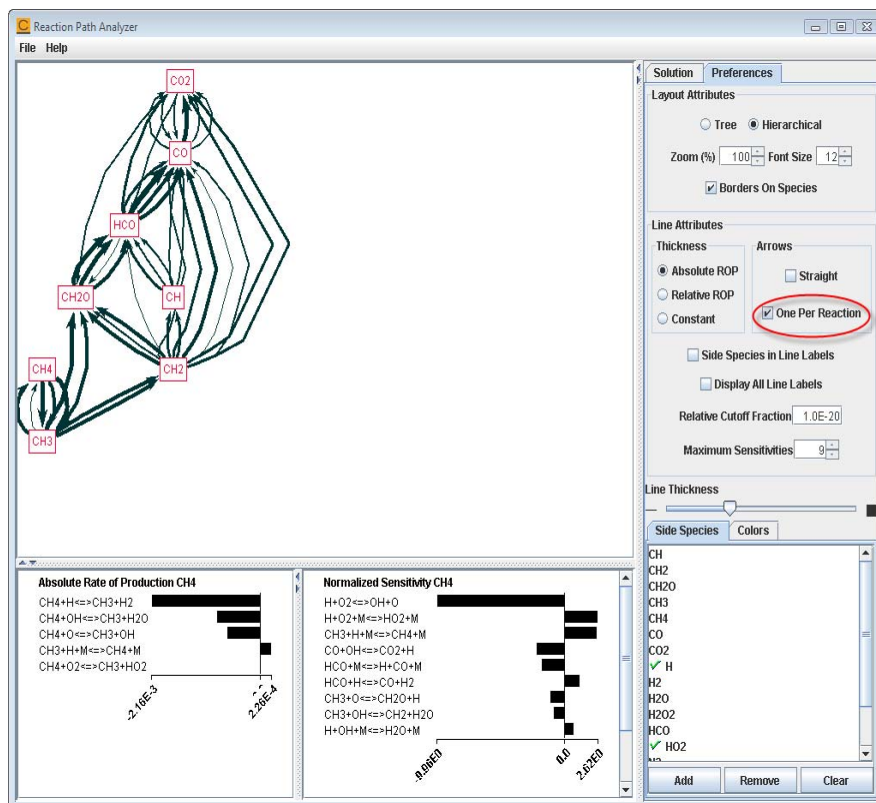 C Reaction Path Analyzer
File Help
CO2
CO
HCO
CH2O
CH
CH4
CH2
CH3
Solution Preferences
Layout Attributes
Tree Hierarchical
Zoom (%) 100 Font Size 12
Borders On Species
Line Attributes
Thickness Arrows
Absolute ROP
Straight
Relative ROP
One Per Reaction
Constant
Side Species in Line Labels
Display All Line Labels
Relative Cutoff Fraction 1.0E-20
Maximum Sensitivities 9
Line Thickness
Side Species Colors
CH
CH2
CH2O
CH3
CH4
CO
CO2
H
H2
H2O
H2O2
HCO
HO2
Add Remove Clear
Absolute Rate of Production CH4
CH4+H<=>CH3+H2
CH4+OH<=>CH3+H2O
CH4+O<=>CH3+OH
CH3+H+M<=>CH4+M
CH4+O2<=>CH3+HO2
-2.16E-3
2.26E-4
Normalized Sensitivity CH4
H+O2<=>OH+O
H+O2+M<=>HO2+M
CH3+H+M<=>CH4+M
CO+OH<=>CO2+H
HCO+M<=>H+CO+M
HCO+H<=>CO+H2
CH3+O<=>CH2O+H
CH3+OH<=>CH2+H2O
H+OH+M<=>H2O+M
-9.96E0
0.0
2.62E0